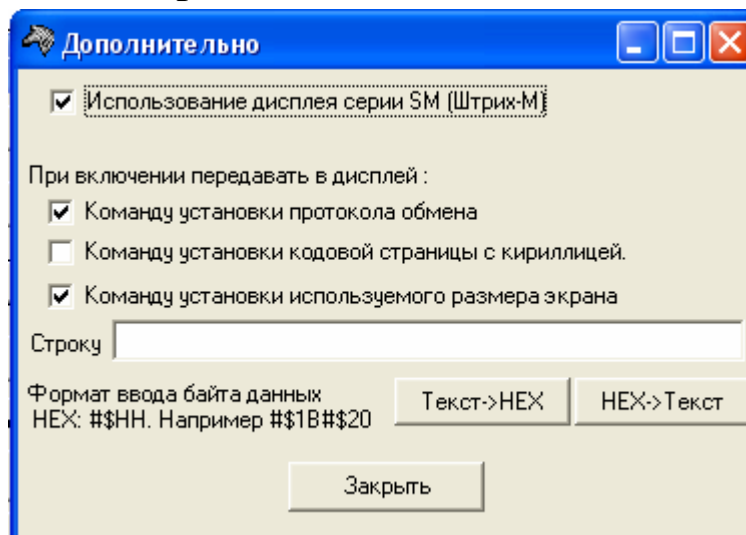 Дополнительно
Использование дисплея серии SM (Штрих-М)
При включении передавать в дисплей :
Команду установки протокола обмена
Команду установки кодовой страницы с кириллицей.
Команду установки используемого размера экрана
Строку
Формат ввода байта данных
HEX: #$HH. Например #$1B#$20
Текст->HEX
HEX->Текст
Закрыть